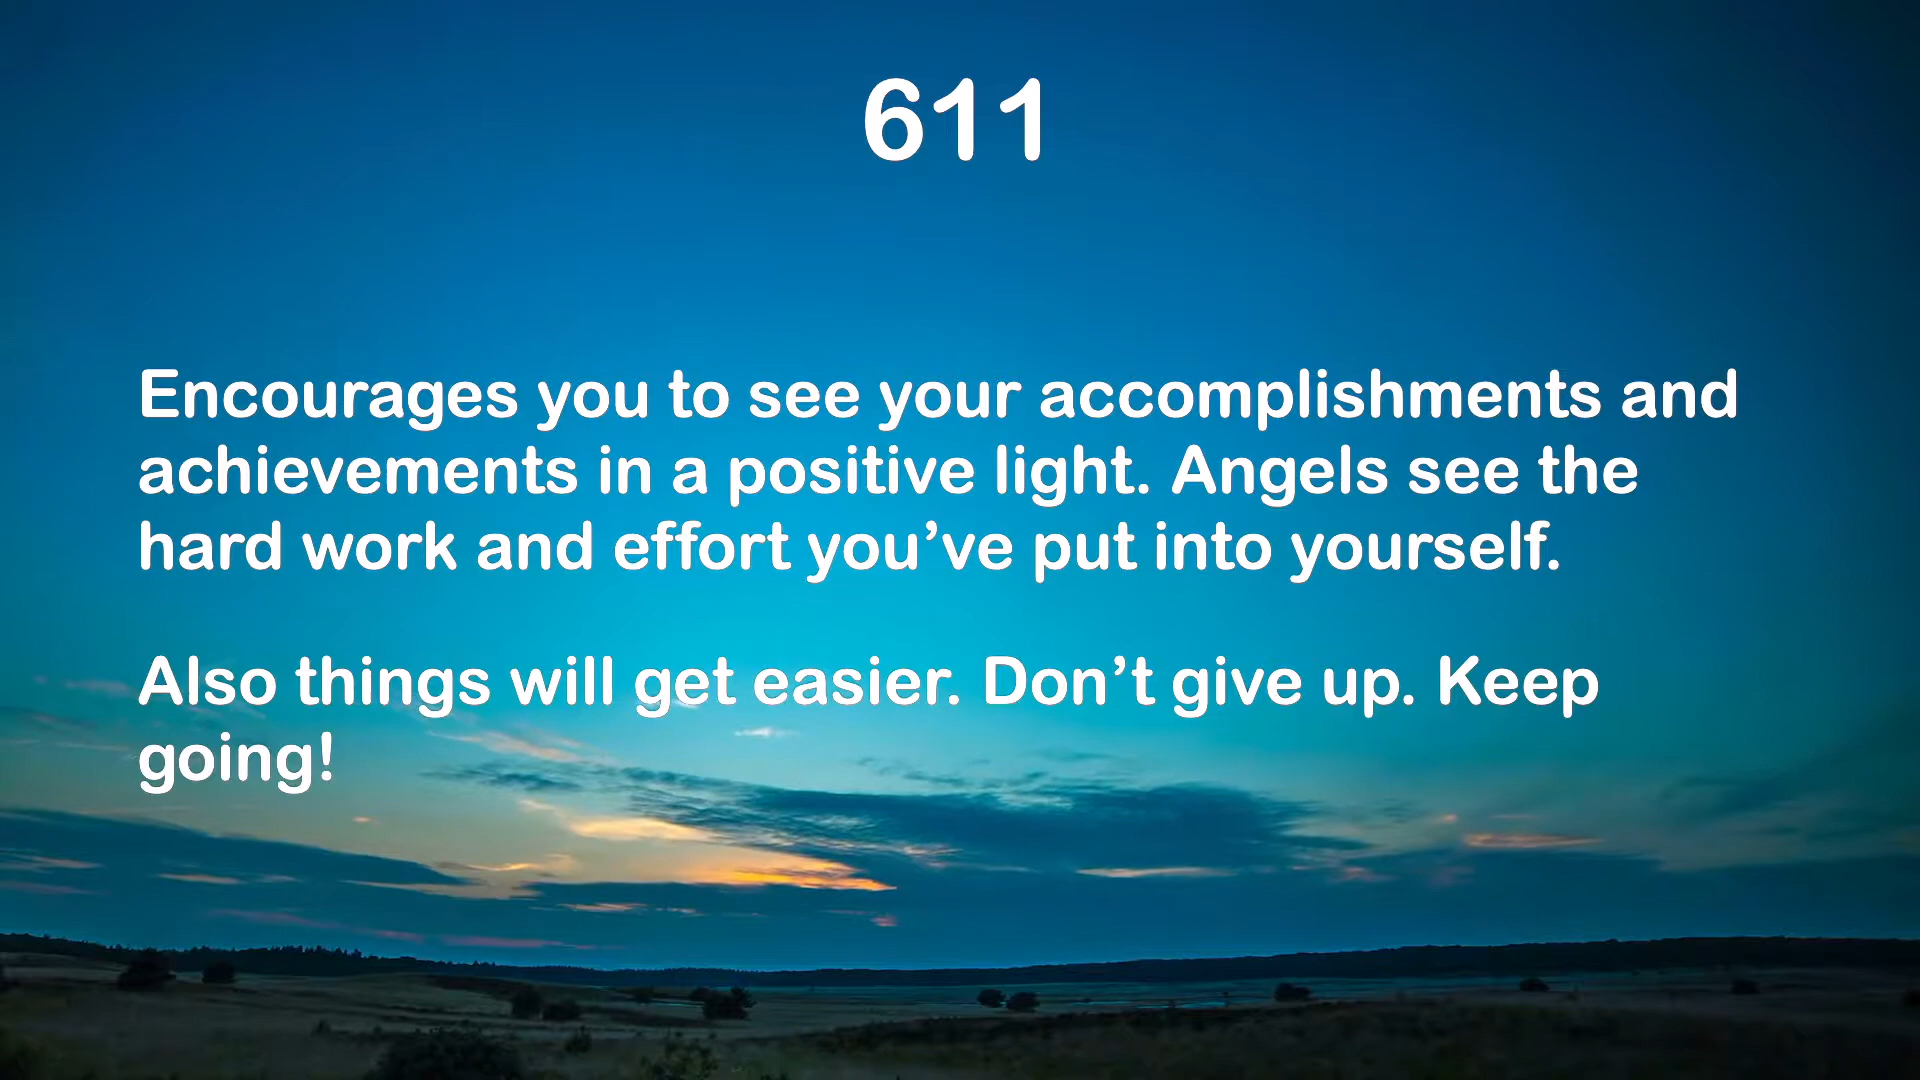 611
Encourages you to see your accomplishments and
achievements in a positive light. Angels see the
hard work and effort you’ve put into yourself.
Also things will get easier. Don’t give up. Keep
going!